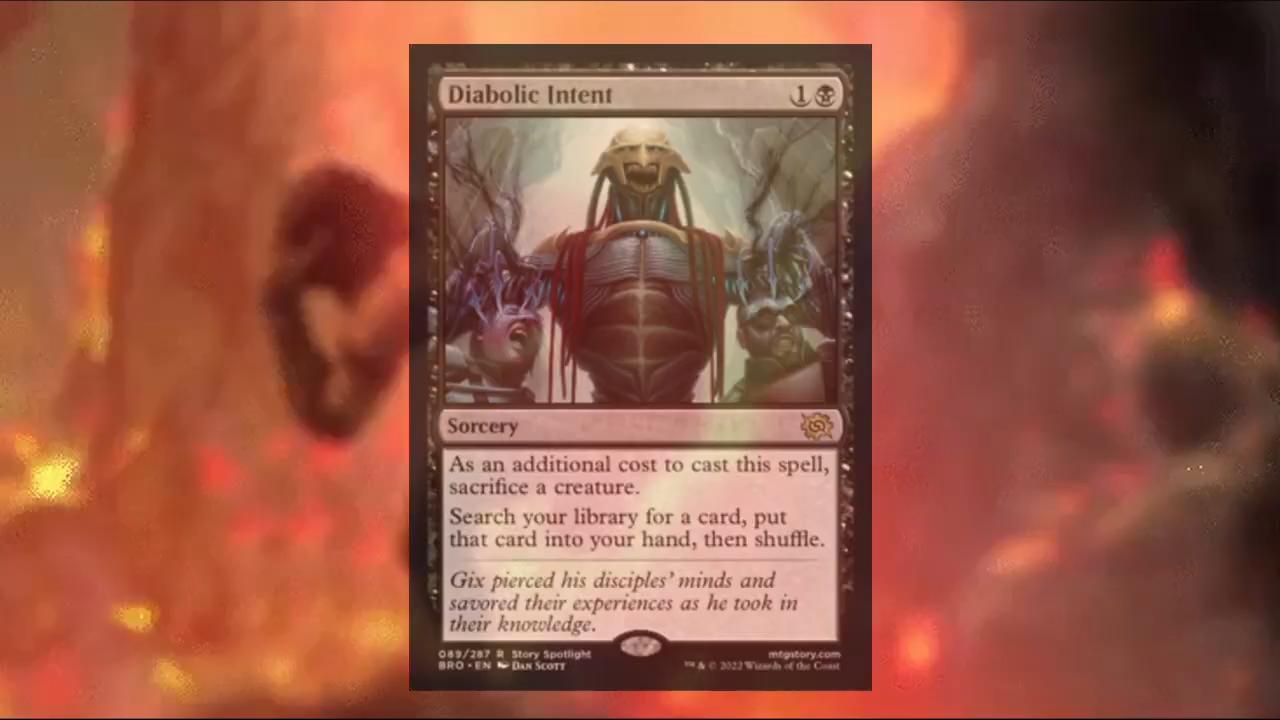 Diabolic Intent 1
Sorcery
As an additional cost to cast this spell,
sacrifice a creature.
Search your library for a card, put
that card into your hand, then shuffle.
Gix pierced his disciples' minds and
savored their experiences as he took in
their knowledge.
089/287 R Story Spotlight mtgstory.com
BRO • EN DAN SCOTT ™ & © 2022 Wizards of the Coast